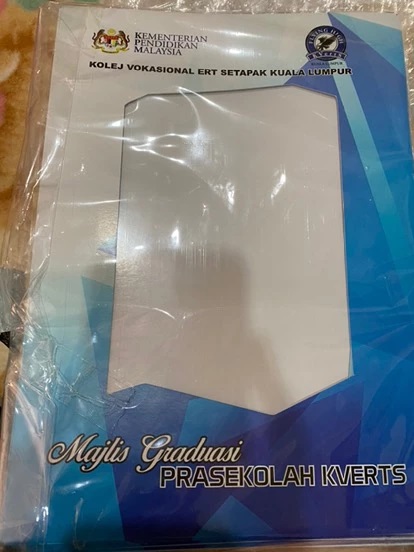 KEMENTERIAN
PENDIDIKAN
MALAYSIA
KOLEJ VOKASIONAL ERT SETAPAK KUALA LUMPUR
Majlis Graduasi
PRASEKOLAH KVERTS